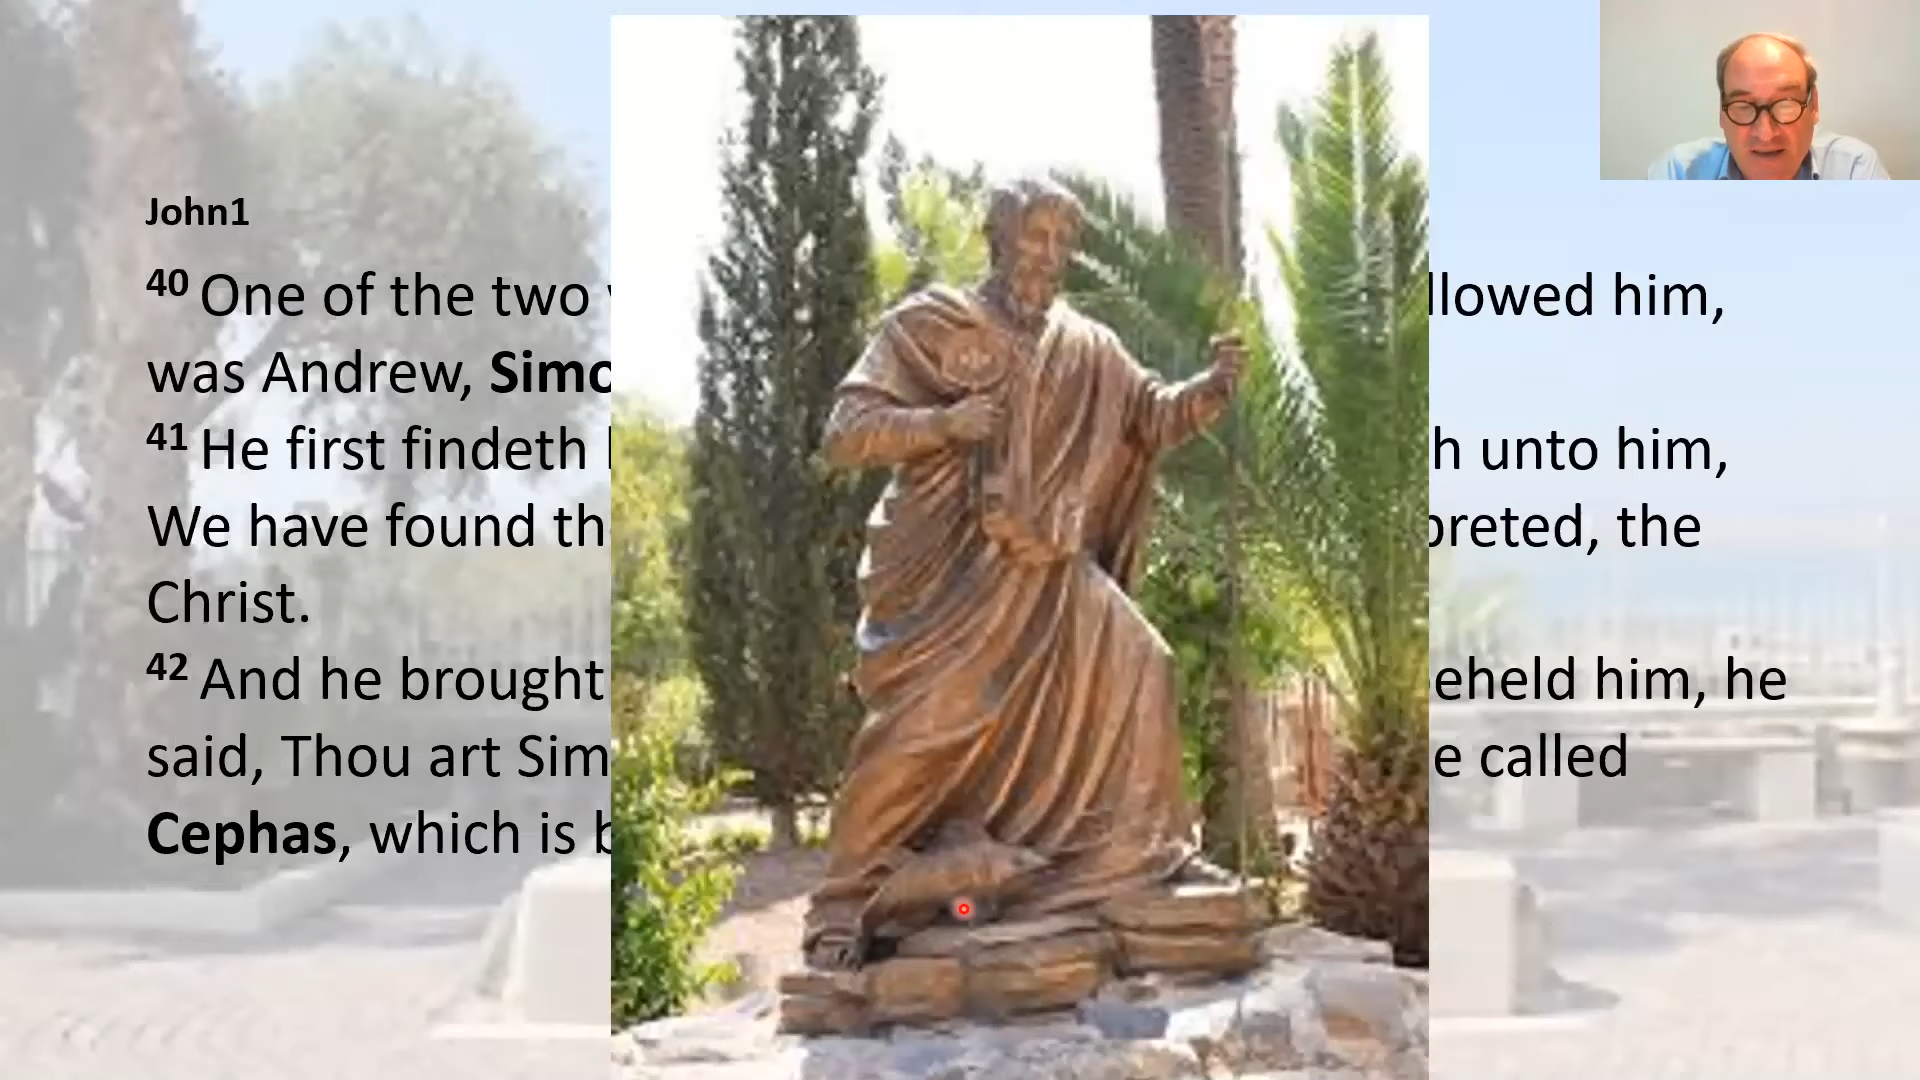 John1
40 One of the two llowed him,
was Andrew, Simo
41 He first findeth h unto him,
We have found th preted, the
Christ.
42 And he brought eheld him, he
said, Thou art Sim e called
Cephas, which is b